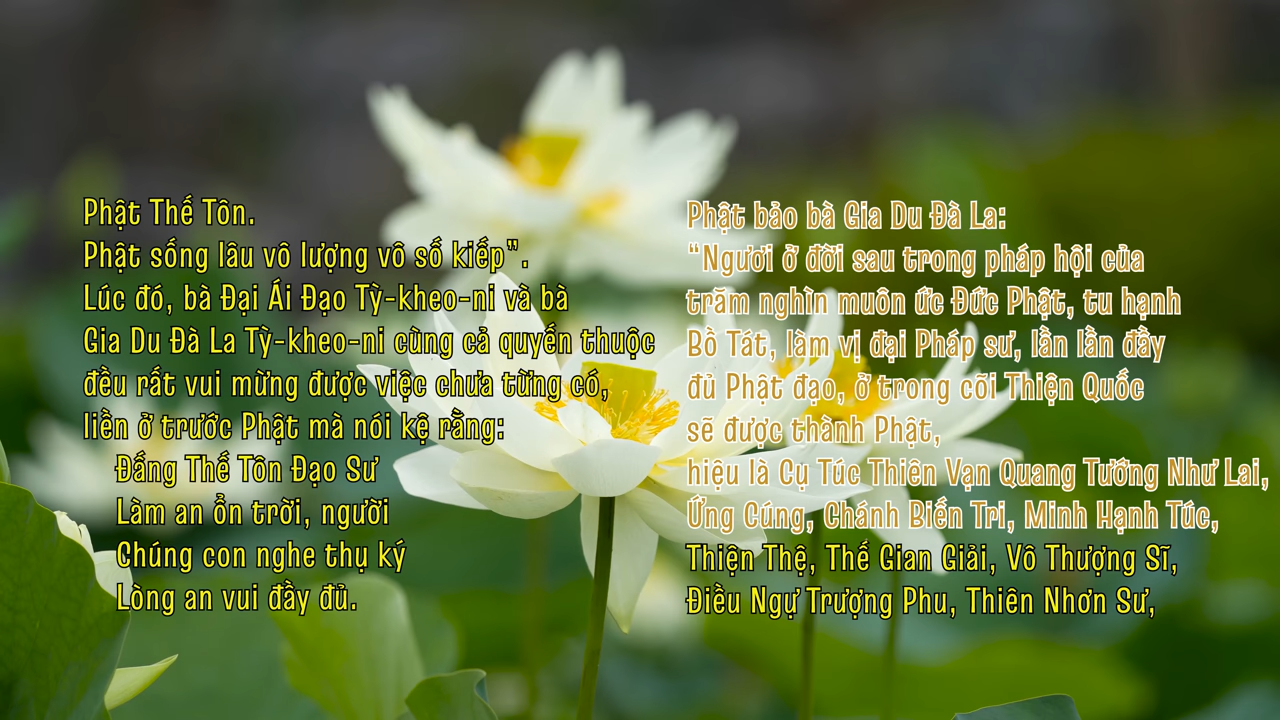 Phật Thế Tôn.
Phật sống lâu vô lượng vô số kiếp”.
Lúc đó, bà Đại Ái Đạo Tỳ-kheo-ni và bà
Gia Du Đà La Tỳ-kheo-ni cùng cả quyến thuộc
đều rất vui mừng được việc chưa từng có,
liền ở trước Phật mà nói kệ rằng:
Đấng Thế Tôn Đạo Sư
Làm an ổn trời, người
Chúng con nghe thụ ký
Lòng an vui đầy đủ.
Phật bảo bà Gia Du Đà La:
“Ngươi ở đời sau trong pháp hội của
trăm nghìn muôn ức Đức Phật, tu hạnh
Bồ Tát, làm vị đại Pháp sư, lần lần đầy
đủ Phật đạo, ở trong cõi Thiện Quốc
sẽ được thành Phật,
hiệu là Cụ Túc Thiên Vạn Quang Tướng Như Lai,
Ứng Cúng, Chánh Biến Tri, Minh Hạnh Túc,
Thiện Thệ, Thế Gian Giải, Vô Thượng Sĩ,
Điều Ngự Trượng Phu, Thiên Nhơn Sư,